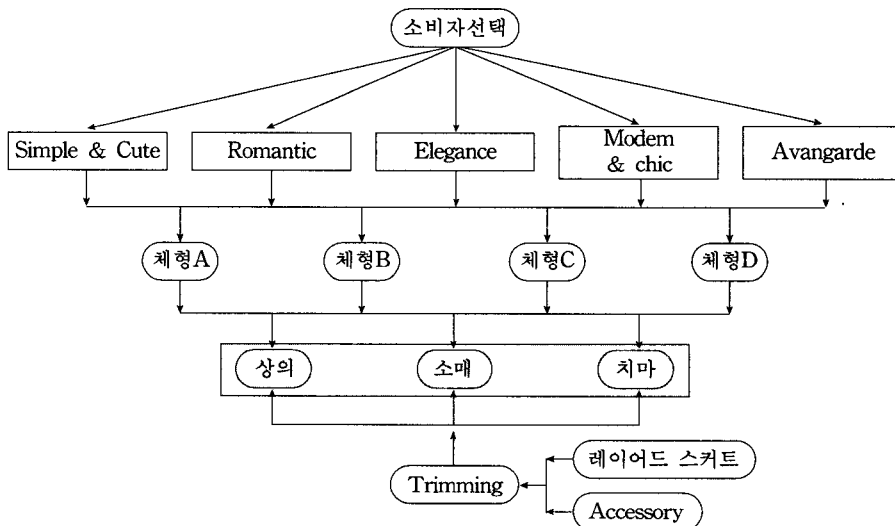 소비자선택
Simple & Cute
Romantic
Elegance
Modem
& chic
Avangarde
체형A
체형B
체형C
체형D
상의
소매
치마
레이어드 스커트
Trimming
Accessory